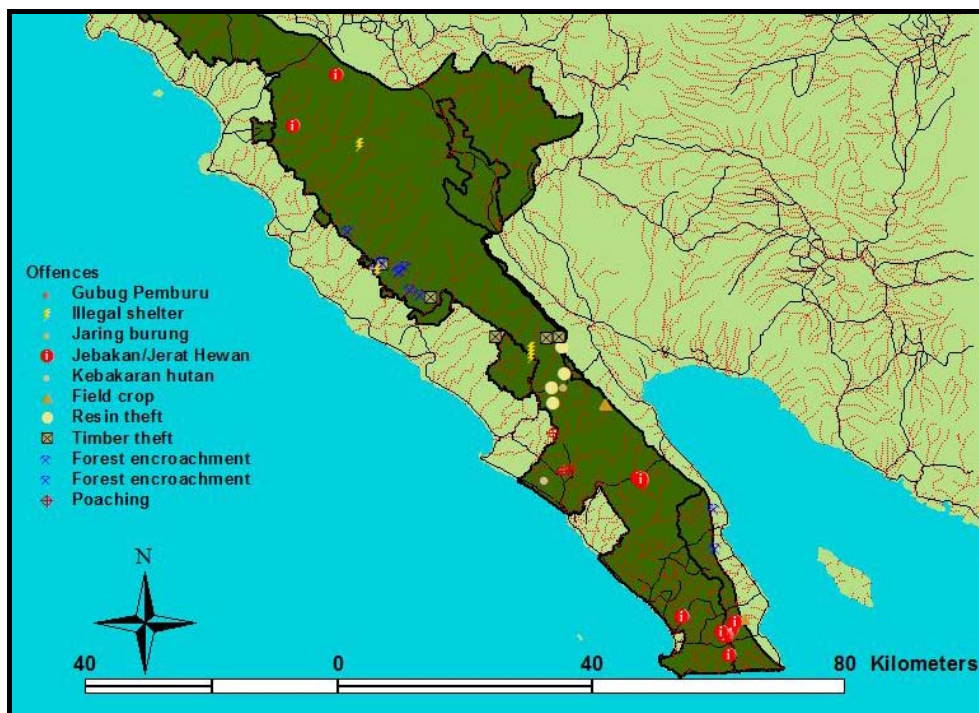 Offences
Gubug Pemburu
Illegal shelter
Jaring burung
Jebakan/Jerat Hewan
Kebakaran hutan
Field crop
Resin theft
Timber theft
Forest encroachment
Forest encroachment
Poaching
N
40 0 40 80 Kilometers